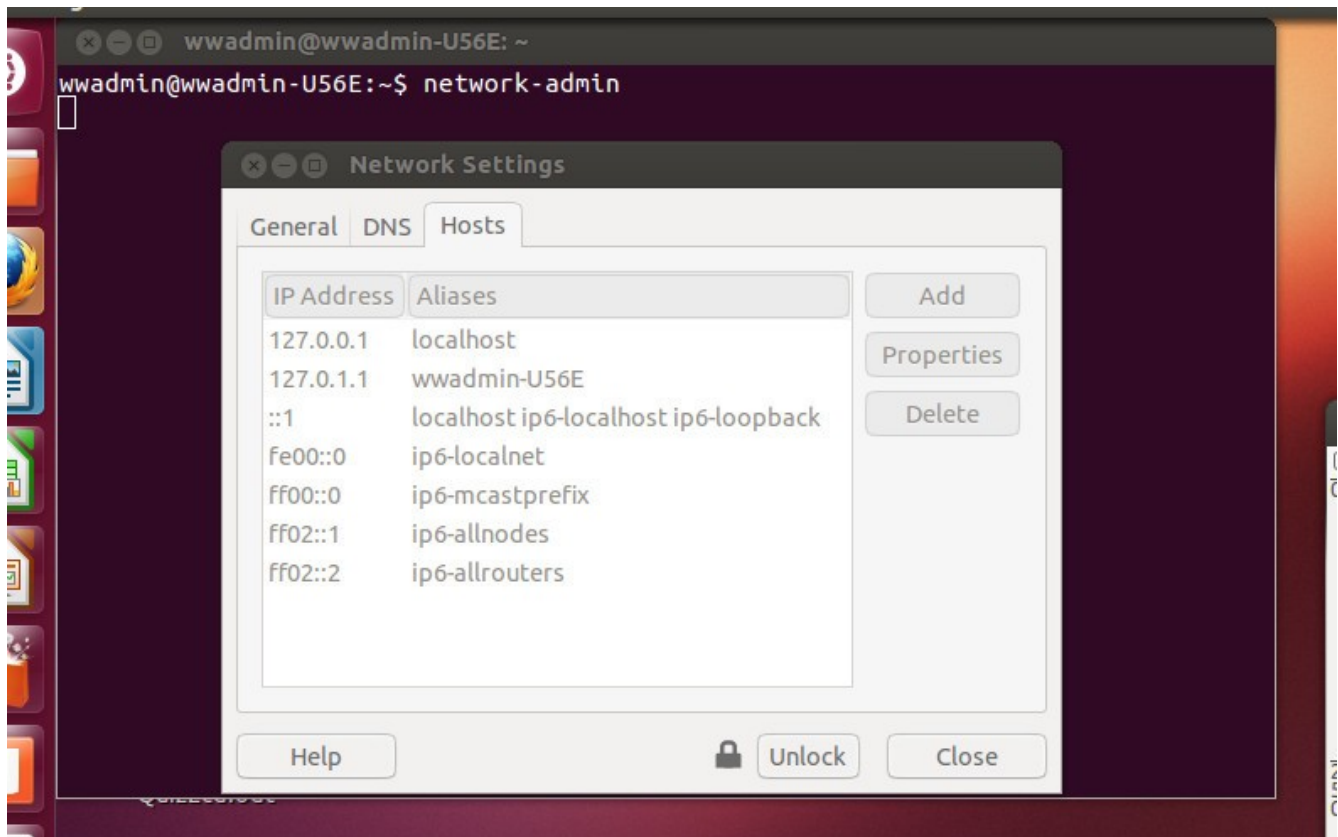 wwadmin@wwadmin-U56E: ~
wwadmin@wwadmin-U56E:~$ network-admin
Network Settings
General DNS Hosts
IP Address Aliases
127.0.0.1 localhost
127.0.1.1 wwadmin-U56E
::1 localhost ip6-localhost ip6-loopback
fe00::0 ip6-localnet
ff00::0 ip6-mcastprefix
ff02::1 ip6-allnodes
ff02::2 ip6-allrouters
Add
Properties
Delete
Help Unlock Close